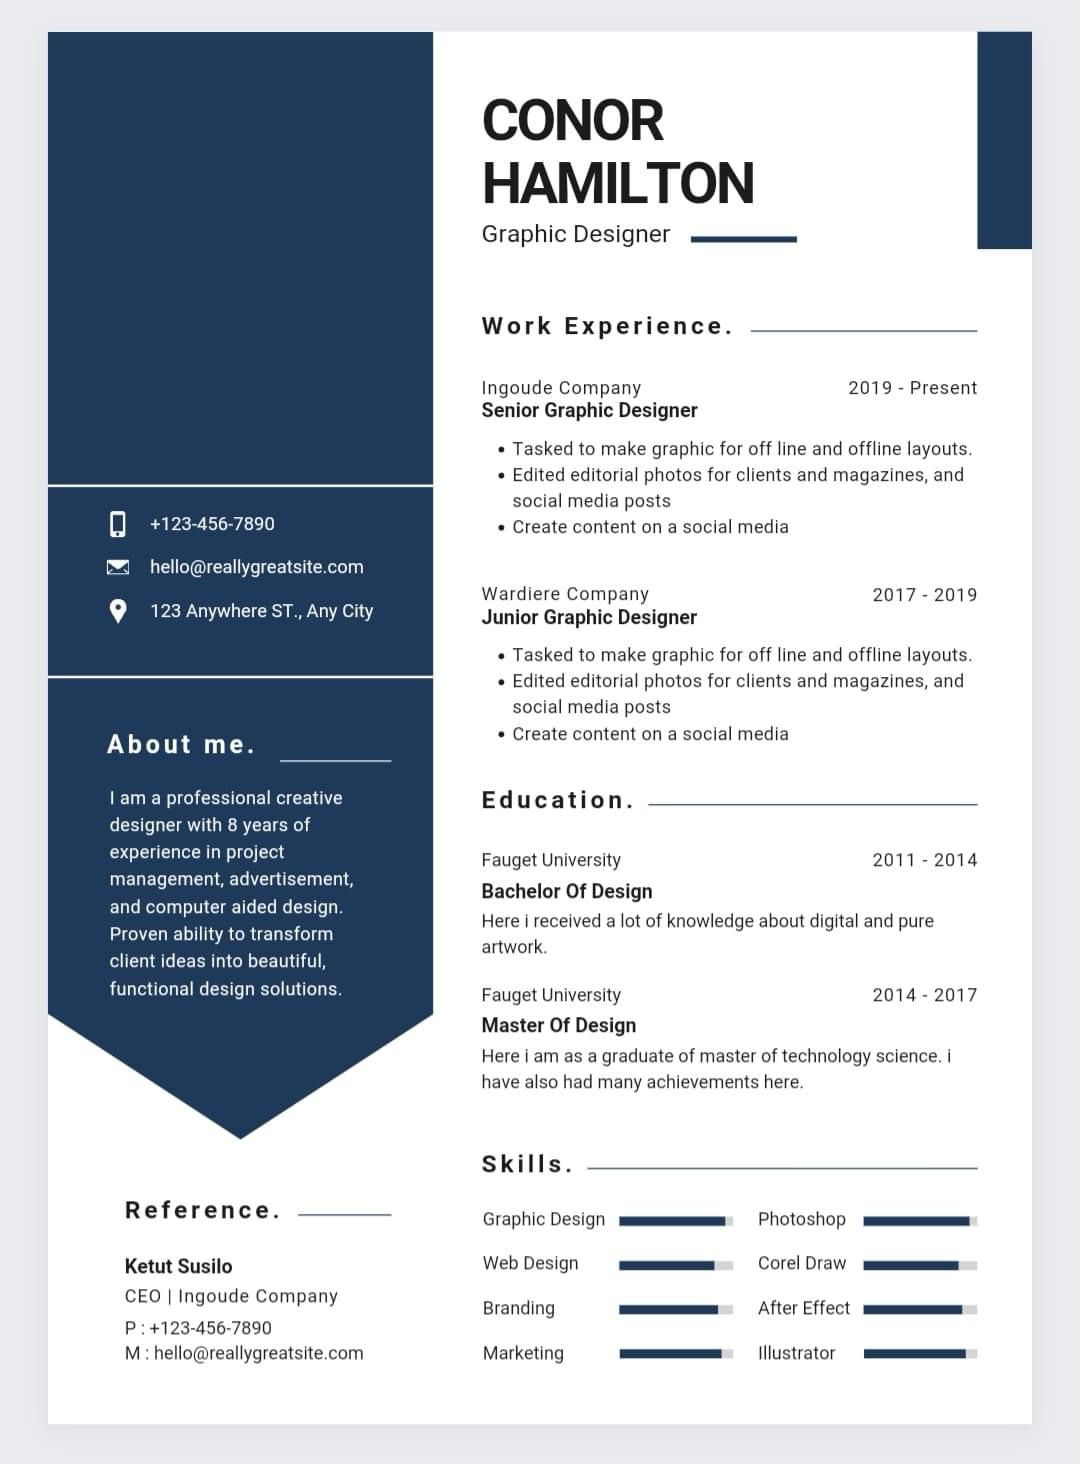 CONOR
HAMILTON
Graphic Designer
+123-456-7890
hello@reallygreatsite.com
123 Anywhere ST., Any City
About me.
I am a professional creative
designer with 8 years of
experience in project
management, advertisement,
and computer aided design.
Proven ability to transform
client ideas into beautiful,
functional design solutions.
Reference.
Ketut Susilo
CEO | Ingoude Company
P : +123-456-7890
M : hello@reallygreatsite.com
Work Experience.
Ingoude Company 2019 - Present
Senior Graphic Designer
• Tasked to make graphic for off line and offline layouts.
• Edited editorial photos for clients and magazines, and
social media posts
• Create content on a social media
Wardiere Company 2017 - 2019
Junior Graphic Designer
• Tasked to make graphic for off line and offline layouts.
• Edited editorial photos for clients and magazines, and
social media posts
• Create content on a social media
Education.
Fauget University 2011 - 2014
Bachelor Of Design
Here i received a lot of knowledge about digital and pure
artwork.
Fauget University 2014 - 2017
Master Of Design
Here i am as a graduate of master of technology science. i
have also had many achievements here.
Skills.
Graphic Design Photoshop
Web Design Corel Draw
Branding After Effect
Marketing Illustrator